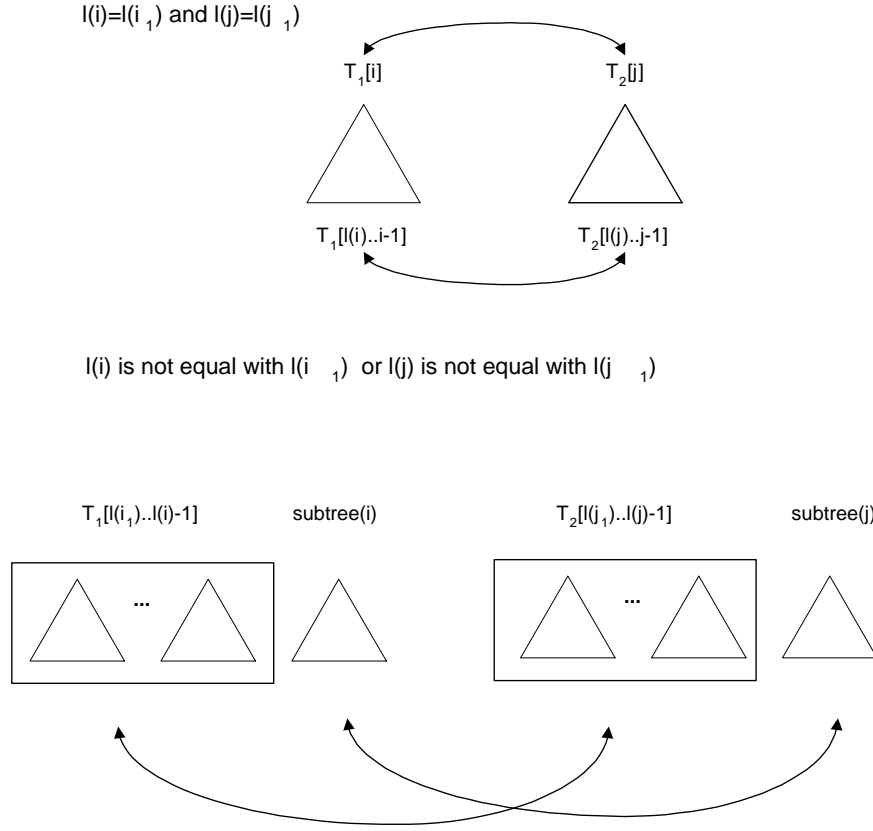 l(i)=l(i ₁) and l(j)=l(j ₁)
T₁[i] T₂[j]
T₁[l(i)..i-1] T₂[l(j)..j-1]
l(i) is not equal with l(i ₁) or l(j) is not equal with l(j ₁)
T₁[l(i₁)..l(i)-1] subtree(i) T₂[l(j₁)..l(j)-1] subtree(j)
... ...